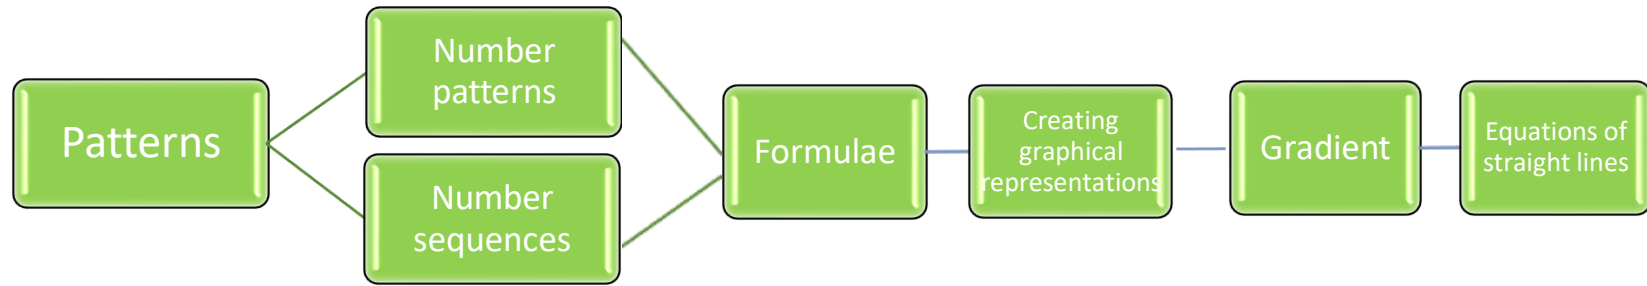 Patterns
Number
patterns
Number
sequences
Formulae
Creating
graphical
representations
Gradient
Equations of
straight lines